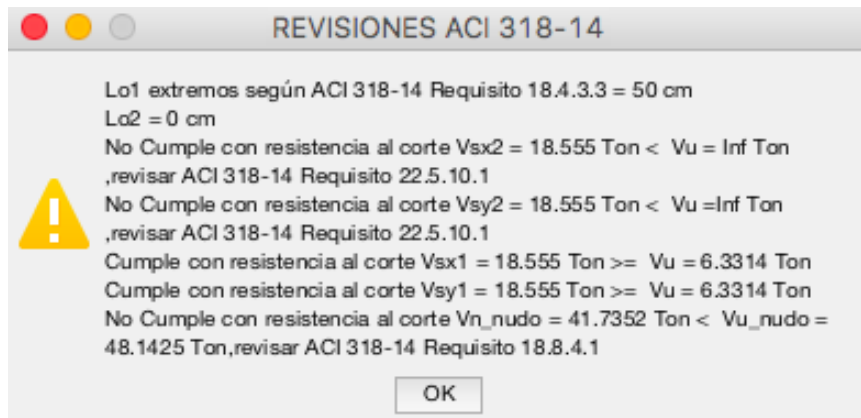 REVISIONES ACI 318-14
Lo1 extremos según ACI 318-14 Requisito 18.4.3.3 = 50 cm
Lo2 = 0 cm
No Cumple con resistencia al corte Vsx2 = 18.555 Ton < Vu = Inf Ton
,revisar ACI 318-14 Requisito 22.5.10.1
No Cumple con resistencia al corte Vsy2 = 18.555 Ton < Vu =Inf Ton
,revisar ACI 318-14 Requisito 22.5.10.1
Cumple con resistencia al corte Vsx1 = 18.555 Ton >= Vu = 6.3314 Ton
Cumple con resistencia al corte Vsy1 = 18.555 Ton >= Vu = 6.3314 Ton
No Cumple con resistencia al corte Vn_nudo = 41.7352 Ton < Vu_nudo =
48.1425 Ton,revisar ACI 318-14 Requisito 18.8.4.1
OK